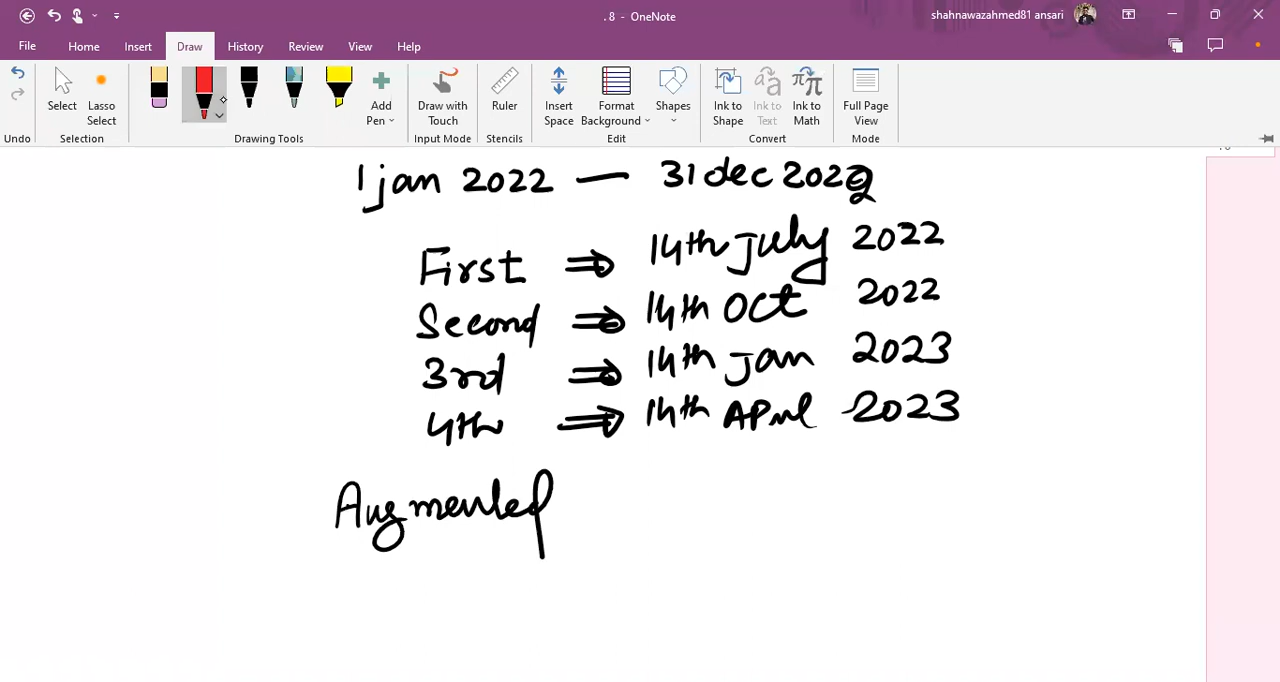 . 8 - OneNote
shahnawazahmed81 ansari
File Home Insert Draw History Review View Help
Undo
Select
Lasso Select
Selection
Drawing Tools
Add Pen
Draw with Touch
Input Mode
Ruler
Stencils
Insert Space
Format Background
Shapes
Edit
Ink to Shape
Ink to Text
Ink to Math
Convert
Full Page View
Mode
1 jan 2022 — 31 dec 2022
First ⇒ 14th July 2022
Second ⇒ 14th Oct 2022
3rd ⇒ 14th jan 2023
4th ⇒ 14th April 2023
Augmented